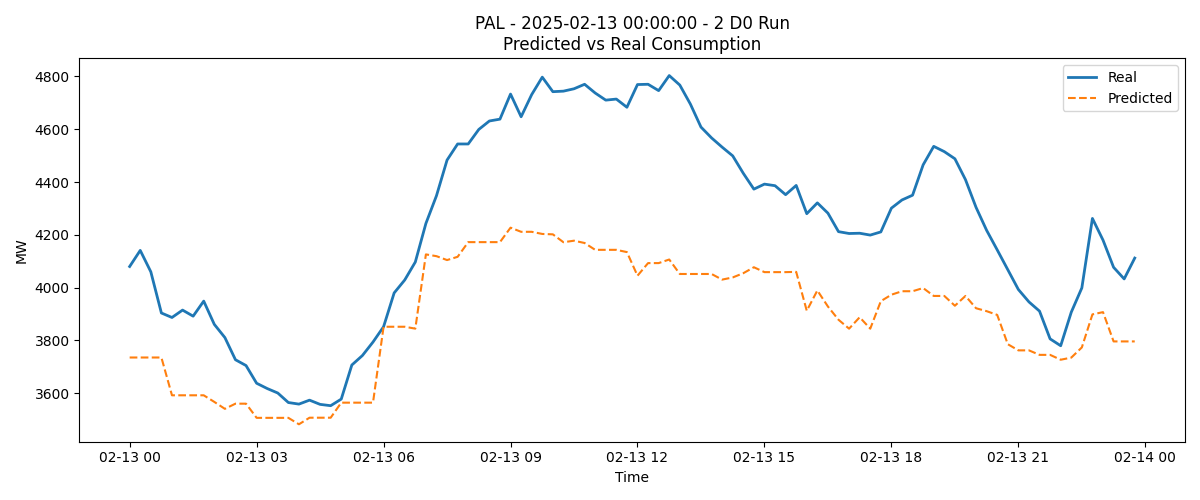 PAL - 2025-02-13 00:00:00 - 2 D0 Run
Predicted vs Real Consumption
Real
Predicted
MW
4800
4600
4400
4200
4000
3800
3600
02-13 00 02-13 03 02-13 06 02-13 09 02-13 12 02-13 15 02-13 18 02-13 21 02-14 00
Time